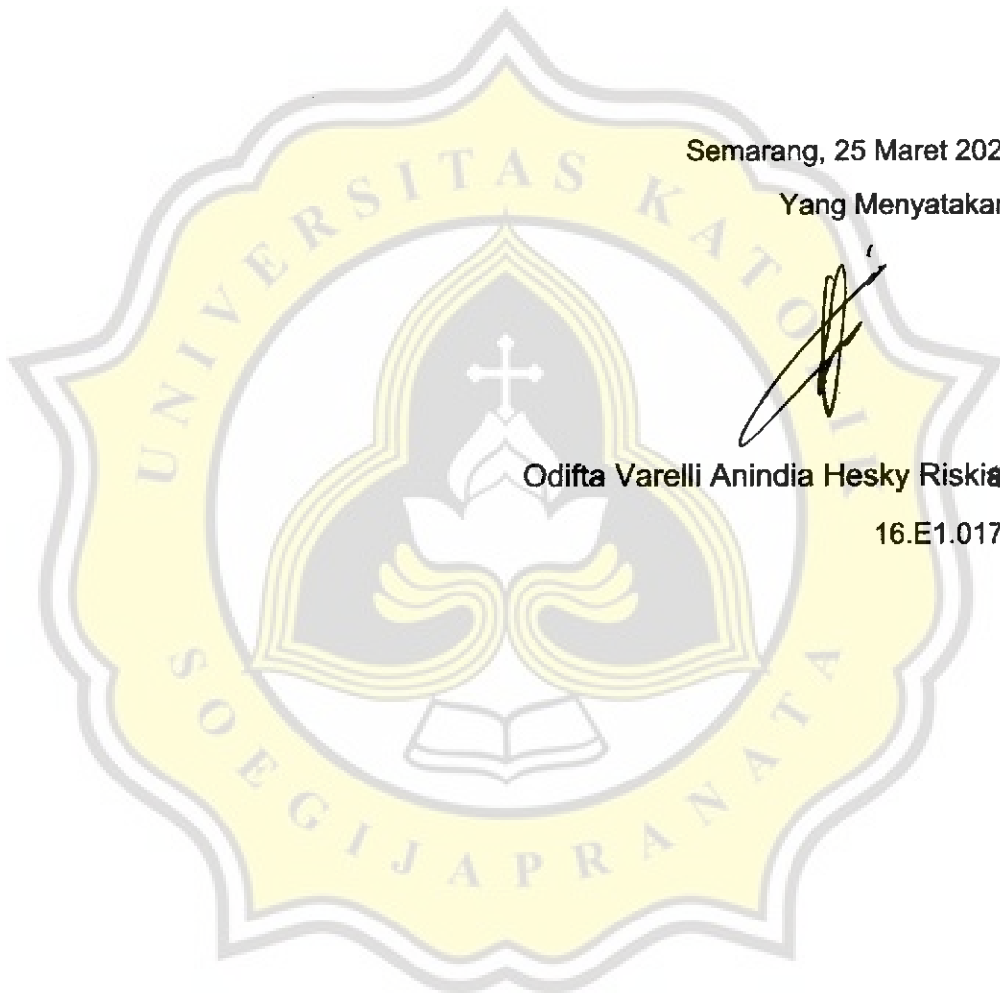 Semarang, 25 Maret 202
Yang Menyatakan
Odifta Varelli Anindia Hesky Riskia
16.E1.017
UNIVERSITAS KATOLIK
SOEGIJAPRANATA